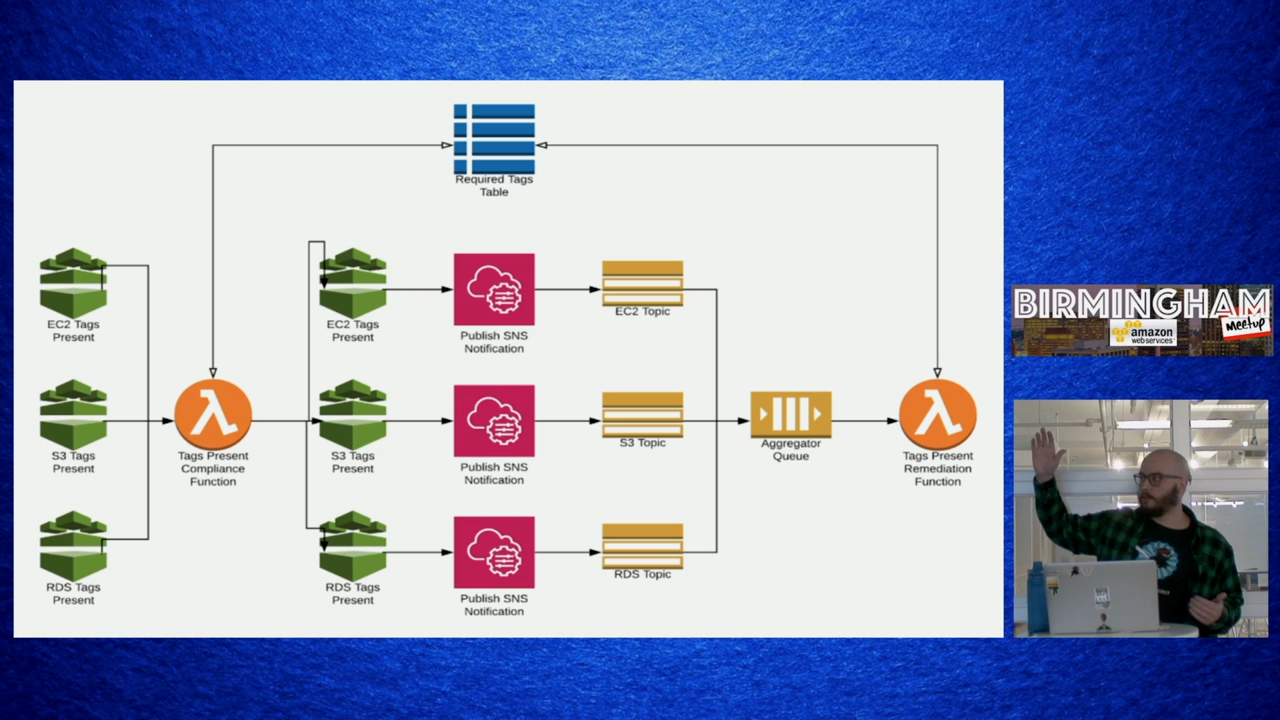 Required Tags
Table
EC2 Tags
Present
EC2 Tags
Present
Publish SNS
Notification
EC2 Topic
S3 Tags
Present
Tags Present
Compliance
Function
S3 Tags
Present
Publish SNS
Notification
S3 Topic
Aggregator
Queue
Tags Present
Remediation
Function
RDS Tags
Present
RDS Tags
Present
Publish SNS
Notification
RDS Topic
BIRMINGHAM
amazon
webservices
Meetup